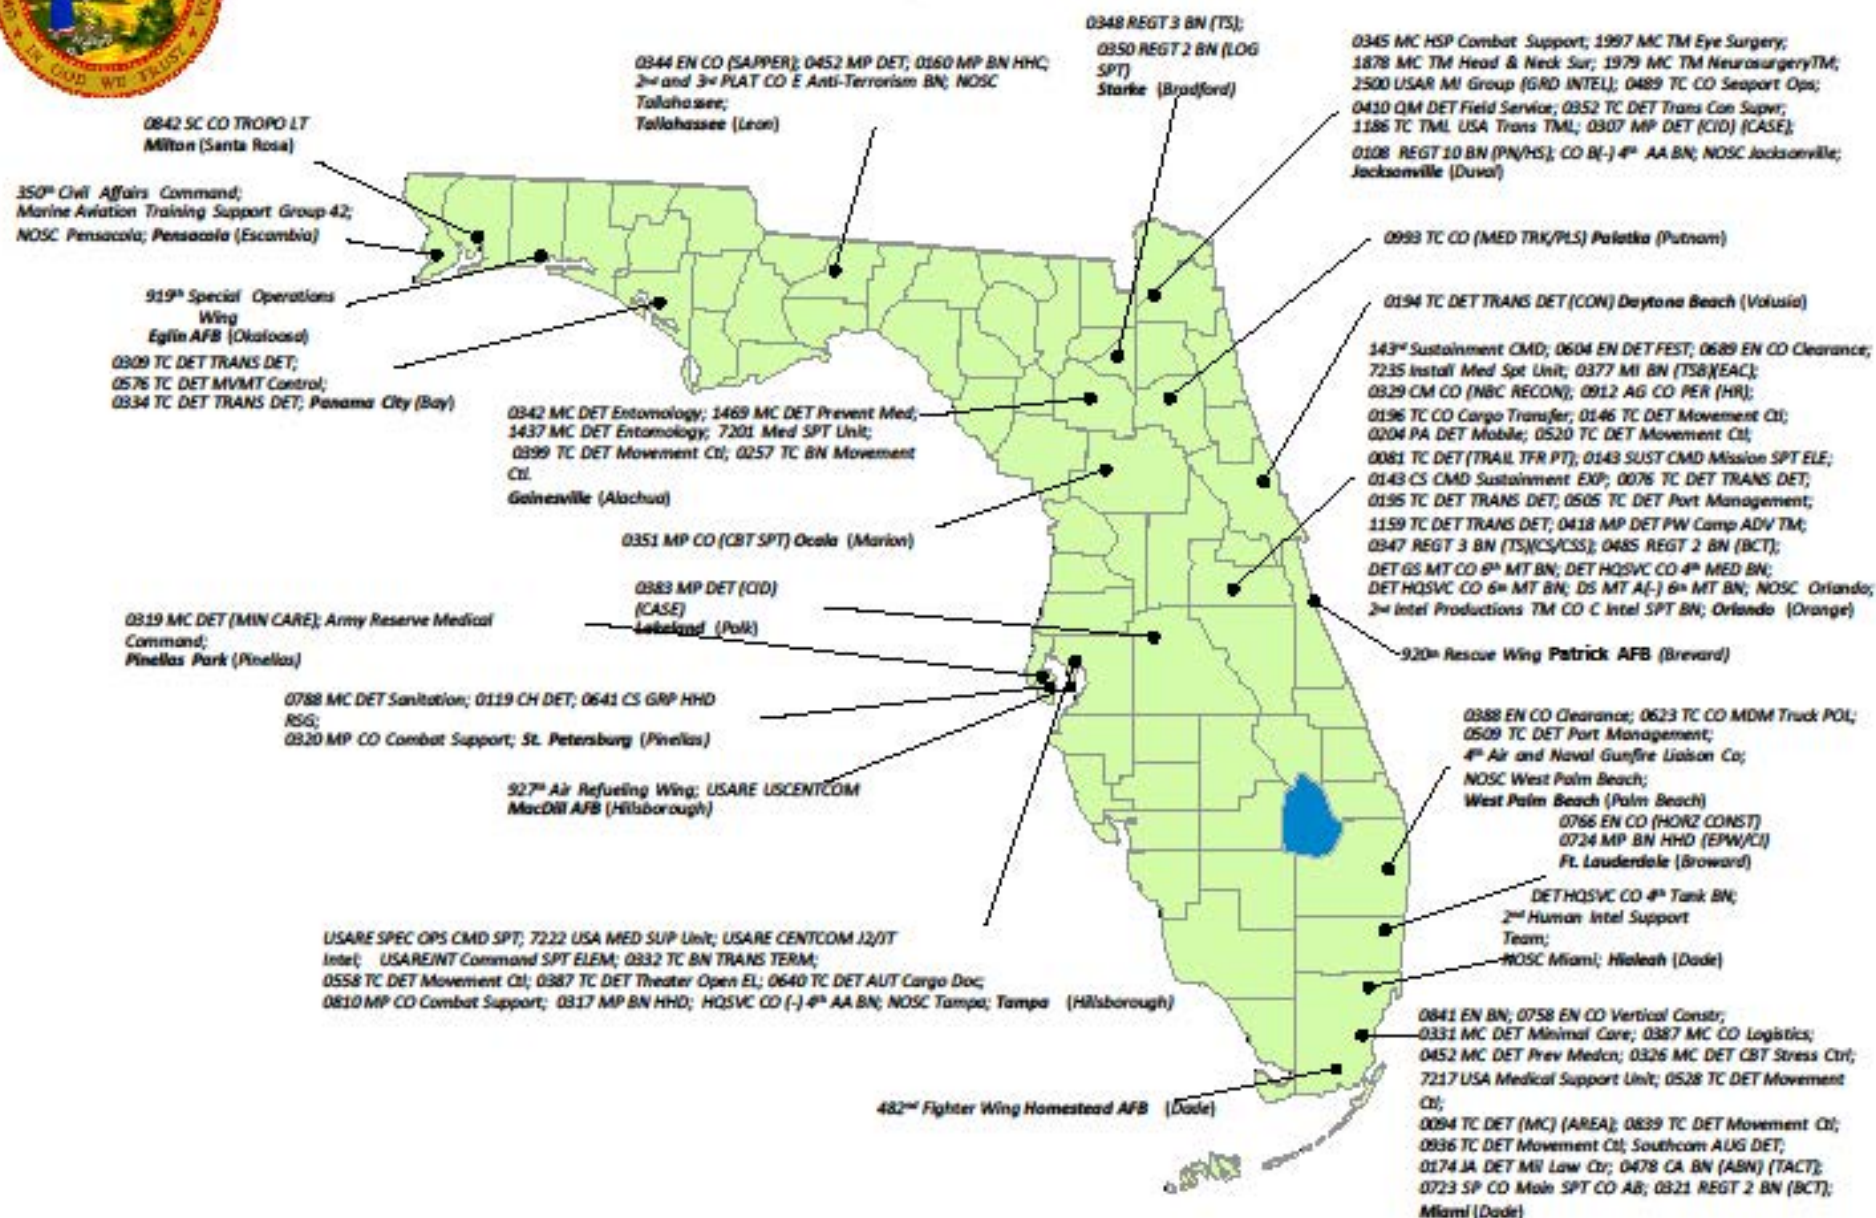 IN GOD WE TRUST
0842 SC CO TROPO LT
Milton (Santa Rosa)
350th Civil Affairs Command;
Marine Aviation Training Support Group 42;
NOSC Pensacola; Pensacola (Escambia)
919th Special Operations
Wing
Eglin AFB (Okaloosa)
0309 TC DET TRANS DET;
0576 TC DET MVMT Control;
0334 TC DET TRANS DET; Panama City (Bay)
0344 EN CO (SAPPER); 0452 MP DET; 0160 MP BN HHC;
2nd and 3rd PLAT CO E Anti-Terrorism BN; NOSC
Tallahassee;
Tallahassee (Leon)
0348 REGT 3 BN (TS);
0350 REGT 2 BN (LOG
SPT)
Starke (Bradford)
0345 MC HSP Combat Support; 1997 MC TM Eye Surgery;
1878 MC TM Head & Neck Sur; 1979 MC TM NeurosurgeryTM;
2500 USAR MI Group (GRD INTEL); 0489 TC CO Seaport Ops;
0410 QM DET Field Service; 0352 TC DET Trans Con Supvr;
1186 TC TML USA Trans TML; 0307 MP DET (CID) (CASE);
0108 REGT 10 BN (PN/HS); CO B(-) 4th AA BN; NOSC Jacksonville;
Jacksonville (Duval)
0993 TC CO (MED TRK/PLS) Palatka (Putnam)
0194 TC DET TRANS DET (CON) Daytona Beach (Volusia)
143rd Sustainment CMD; 0604 EN DET FEST; 0689 EN CO Clearance;
7235 Install Med Spt Unit; 0377 MI BN (TSB)(EAC);
0329 CM CO (NBC RECON); 0912 AG CO PER (HR);
0196 TC CO Cargo Transfer; 0146 TC DET Movement Ctl;
0204 PA DET Mobile; 0520 TC DET Movement Ctl;
0081 TC DET (TRAIL TFR PT); 0143 SUST CMD Mission SPT ELE;
0143 CS CMD Sustainment EXP; 0076 TC DET TRANS DET;
0195 TC DET TRANS DET; 0505 TC DET Port Management;
1159 TC DET TRANS DET; 0418 MP DET PW Camp ADV TM;
0347 REGT 3 BN (TS)(CS/CSS); 0485 REGT 2 BN (BCT);
DET GS MT CO 6th MT BN; DET HQSVC CO 4th MED BN;
DET HQSVC CO 6th MT BN; DS MT A(-) 6th MT BN; NOSC Orlando;
2nd Intel Productions TM CO C Intel SPT BN; Orlando (Orange)
920th Rescue Wing Patrick AFB (Brevard)
0342 MC DET Entomology; 1469 MC DET Prevent Med;
1437 MC DET Entomology; 7201 Med SPT Unit;
0399 TC DET Movement Ctl; 0257 TC BN Movement
Ctl.
Gainesville (Alachua)
0351 MP CO (CBT SPT) Ocala (Marion)
0383 MP DET (CID)
(CASE)
Lakeland (Polk)
0319 MC DET (MIN CARE); Army Reserve Medical
Command;
Pinellas Park (Pinellas)
0788 MC DET Sanitation; 0119 CH DET; 0641 CS GRP HHD
RSG;
0320 MP CO Combat Support; St. Petersburg (Pinellas)
927th Air Refueling Wing; USARE USCENTCOM
MacDill AFB (Hillsborough)
USARE SPEC OPS CMD SPT; 7222 USA MED SUP Unit; USARE CENTCOM J2/JT
Intel; USAREJNT Command SPT ELEM; 0332 TC BN TRANS TERM;
0558 TC DET Movement Ctl; 0387 TC DET Theater Open EL; 0640 TC DET AUT Cargo Doc;
0810 MP CO Combat Support; 0317 MP BN HHD; HQSVC CO (-) 4th AA BN; NOSC Tampa; Tampa (Hillsborough)
0388 EN CO Clearance; 0623 TC CO MDM Truck POL;
0509 TC DET Port Management;
4th Air and Naval Gunfire Liaison Co;
NOSC West Palm Beach;
West Palm Beach (Palm Beach)
0766 EN CO (HORZ CONST)
0724 MP BN HHD (EPW/CI)
Ft. Lauderdale (Broward)
DET HQSVC CO 4th Tank BN;
2nd Human Intel Support
Team;
NOSC Miami; Hialeah (Dade)
0841 EN BN; 0758 EN CO Vertical Constr;
0331 MC DET Minimal Care; 0387 MC CO Logistics;
0452 MC DET Prev Medcn; 0326 MC DET CBT Stress Ctrl;
7217 USA Medical Support Unit; 0528 TC DET Movement
Ctl;
0094 TC DET (MC) (AREA); 0839 TC DET Movement Ctl;
0936 TC DET Movement Ctl; Southcom AUG DET;
0174 JA DET Mil Law Ctr; 0478 CA BN (ABN) (TACT);
0723 SP CO Main SPT CO AB; 0321 REGT 2 BN (BCT);
Miami (Dade)
482nd Fighter Wing Homestead AFB (Dade)